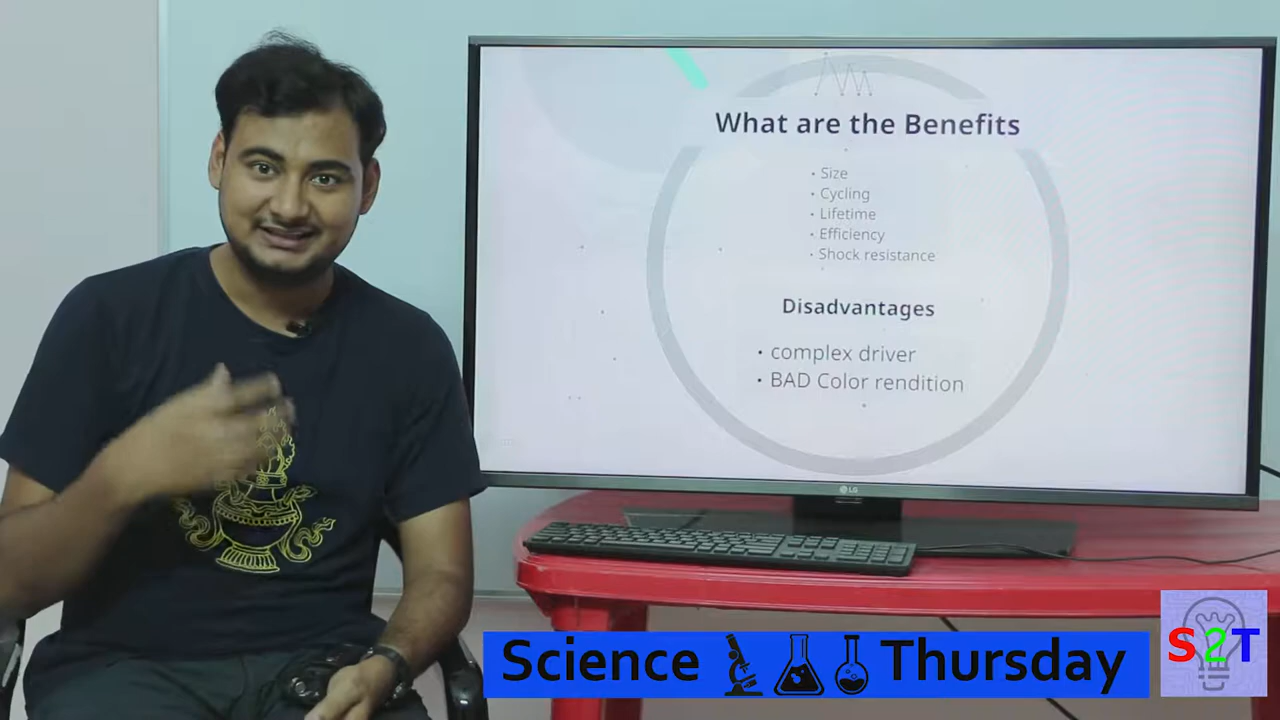 What are the Benefits
• Size
• Cycling
• Lifetime
• Efficiency
• Shock resistance
Disadvantages
• complex driver
• BAD Color rendition
LG
Science Thursday
S2T